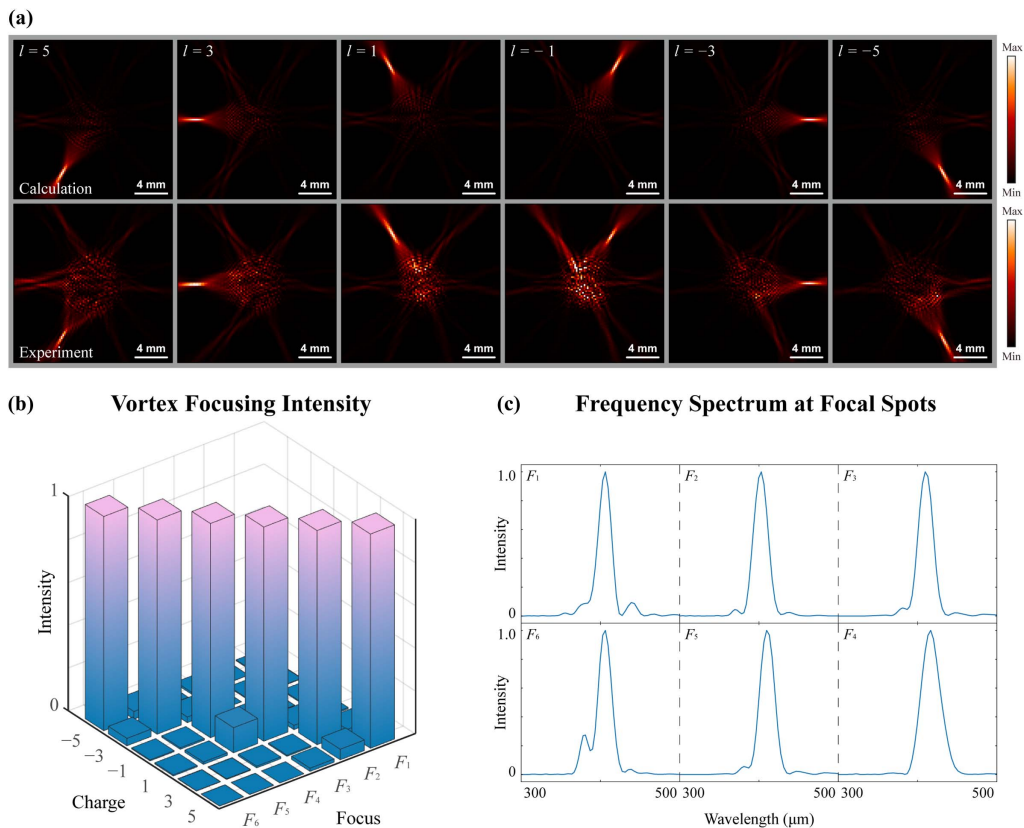 (a)
l = 5
l = 3
l = 1
l = − 1
l = −3
l = −5
Max
Calculation
4 mm
4 mm
4 mm
4 mm
4 mm
4 mm
Min
Max
Experiment
4 mm
4 mm
4 mm
4 mm
4 mm
4 mm
Min
(b)
Vortex Focusing Intensity
1
Intensity
0
−5
−3
−1
1
3
5
Charge
F6
F5
F4
F3
F2
F1
Focus
(c)
Frequency Spectrum at Focal Spots
1.0
F1
F2
F3
Intensity
0
1.0
F6
F5
F4
Intensity
0
300
500
300
500
300
500
Wavelength (μm)